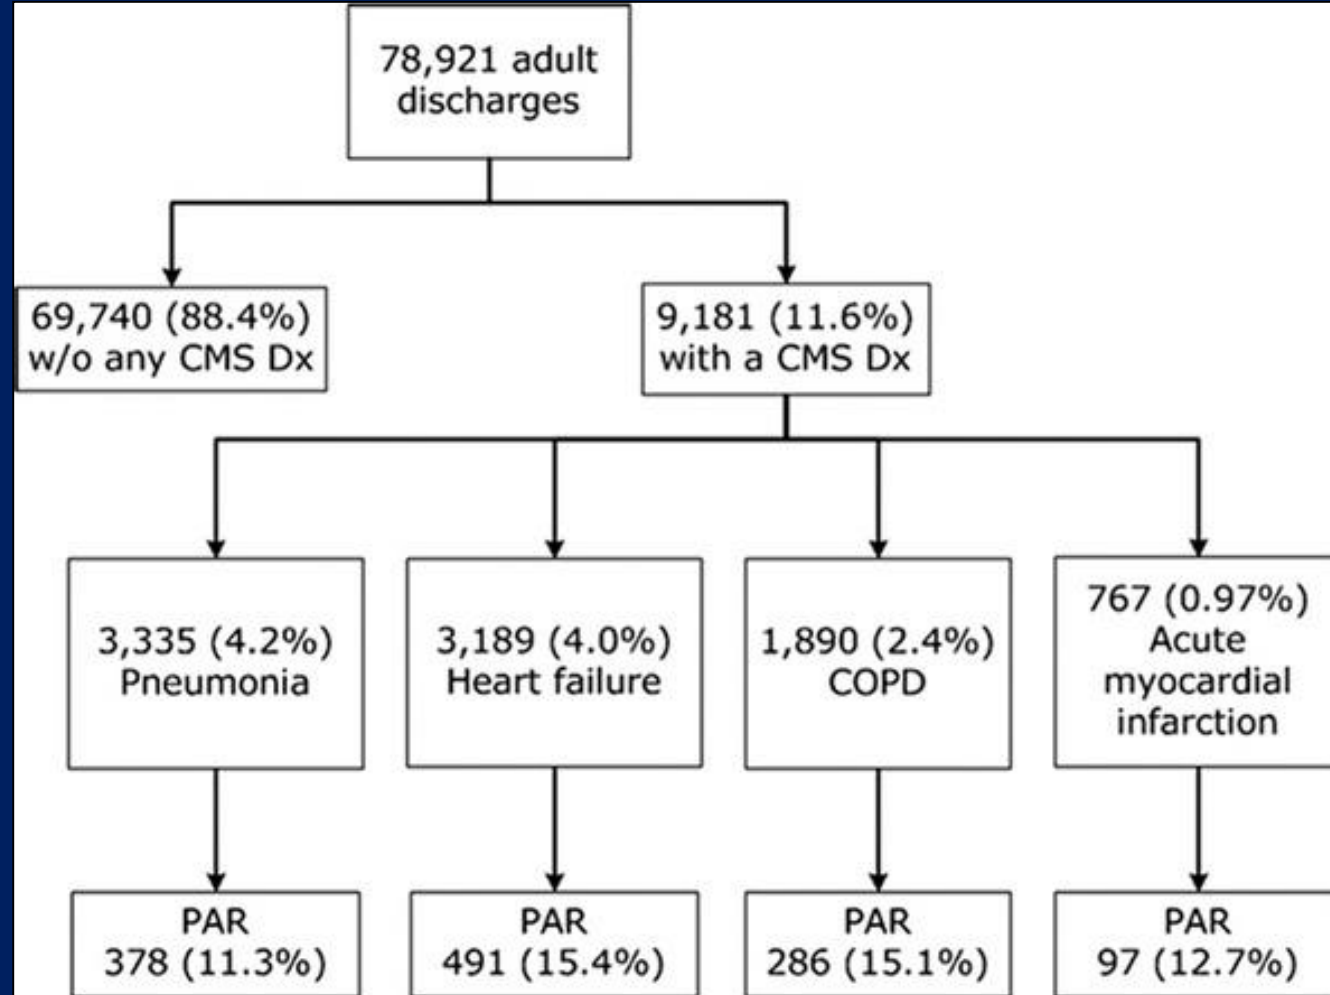 78,921 adult
discharges
69,740 (88.4%)
w/o any CMS Dx
9,181 (11.6%)
with a CMS Dx
3,335 (4.2%)
Pneumonia
3,189 (4.0%)
Heart failure
1,890 (2.4%)
COPD
767 (0.97%)
Acute
myocardial
infarction
PAR
378 (11.3%)
PAR
491 (15.4%)
PAR
286 (15.1%)
PAR
97 (12.7%)